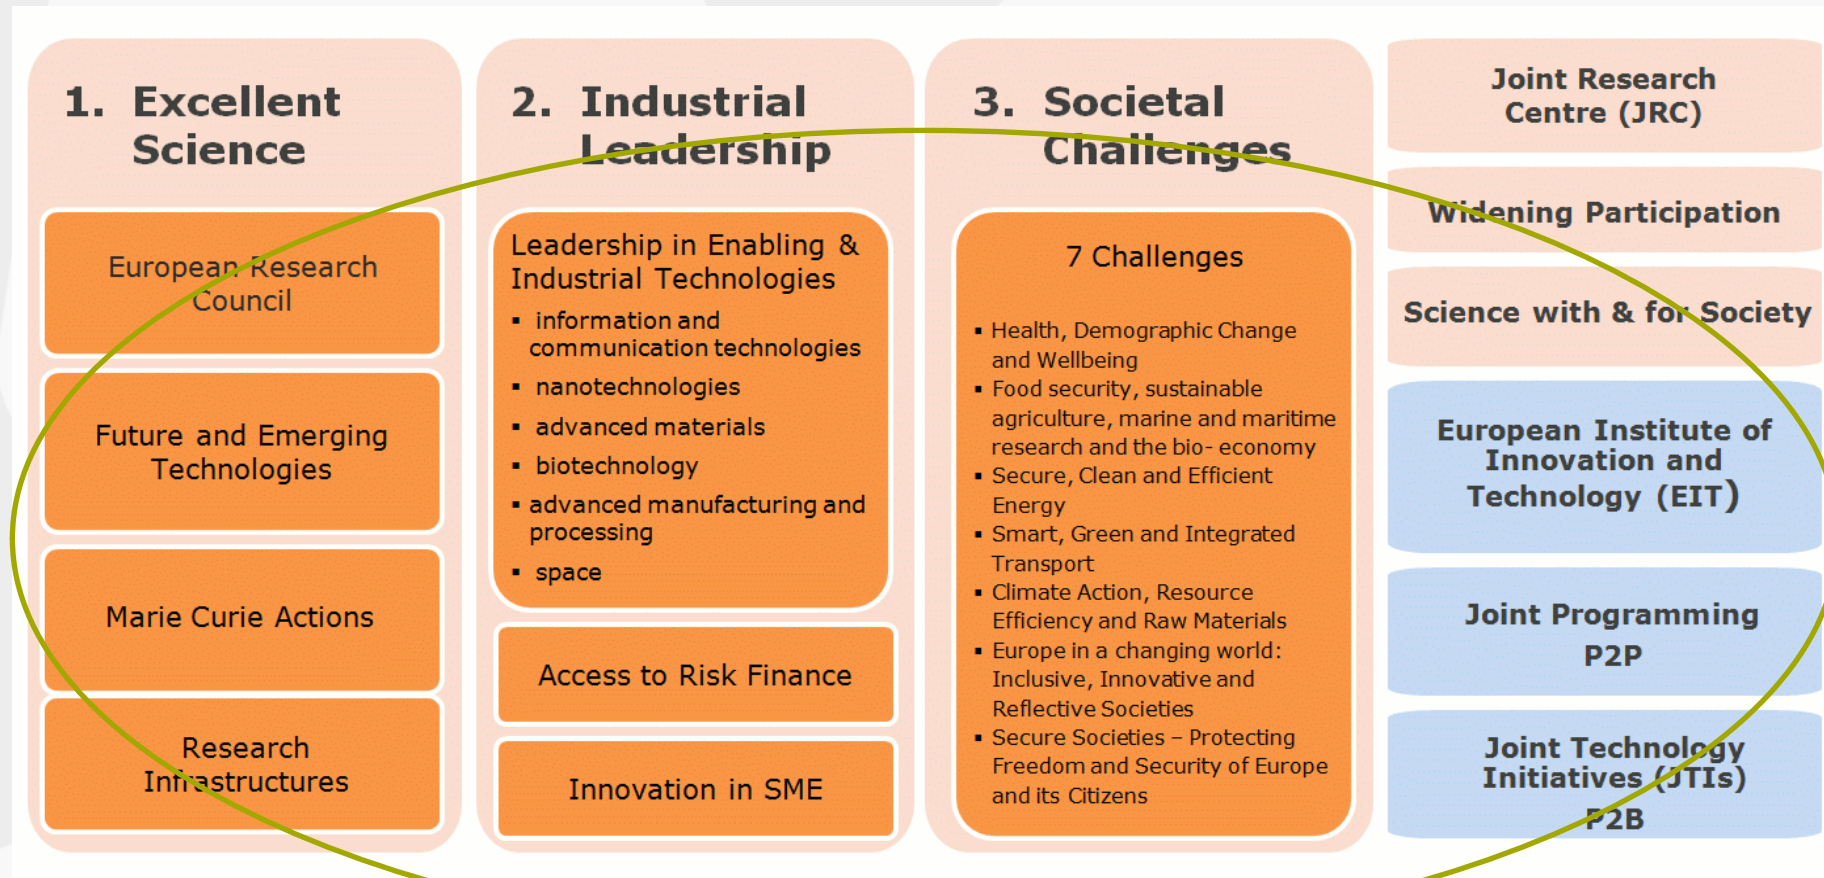 1. Excellent
Science
European Research
Council
Future and Emerging
Technologies
Marie Curie Actions
Research
Infrastructures
2. Industrial
Leadership
Leadership in Enabling &
Industrial Technologies
▪ information and
communication technologies
▪ nanotechnologies
▪ advanced materials
▪ biotechnology
▪ advanced manufacturing and
processing
▪ space
Access to Risk Finance
Innovation in SME
3. Societal
Challenges
7 Challenges
▪ Health, Demographic Change
and Wellbeing
▪ Food security, sustainable
agriculture, marine and maritime
research and the bio- economy
▪ Secure, Clean and Efficient
Energy
▪ Smart, Green and Integrated
Transport
▪ Climate Action, Resource
Efficiency and Raw Materials
▪ Europe in a changing world:
Inclusive, Innovative and
Reflective Societies
▪ Secure Societies – Protecting
Freedom and Security of Europe
and its Citizens
Joint Research
Centre (JRC)
Widening Participation
Science with & for Society
European Institute of
Innovation and
Technology (EIT)
Joint Programming
P2P
Joint Technology
Initiatives (JTIs)
P2B